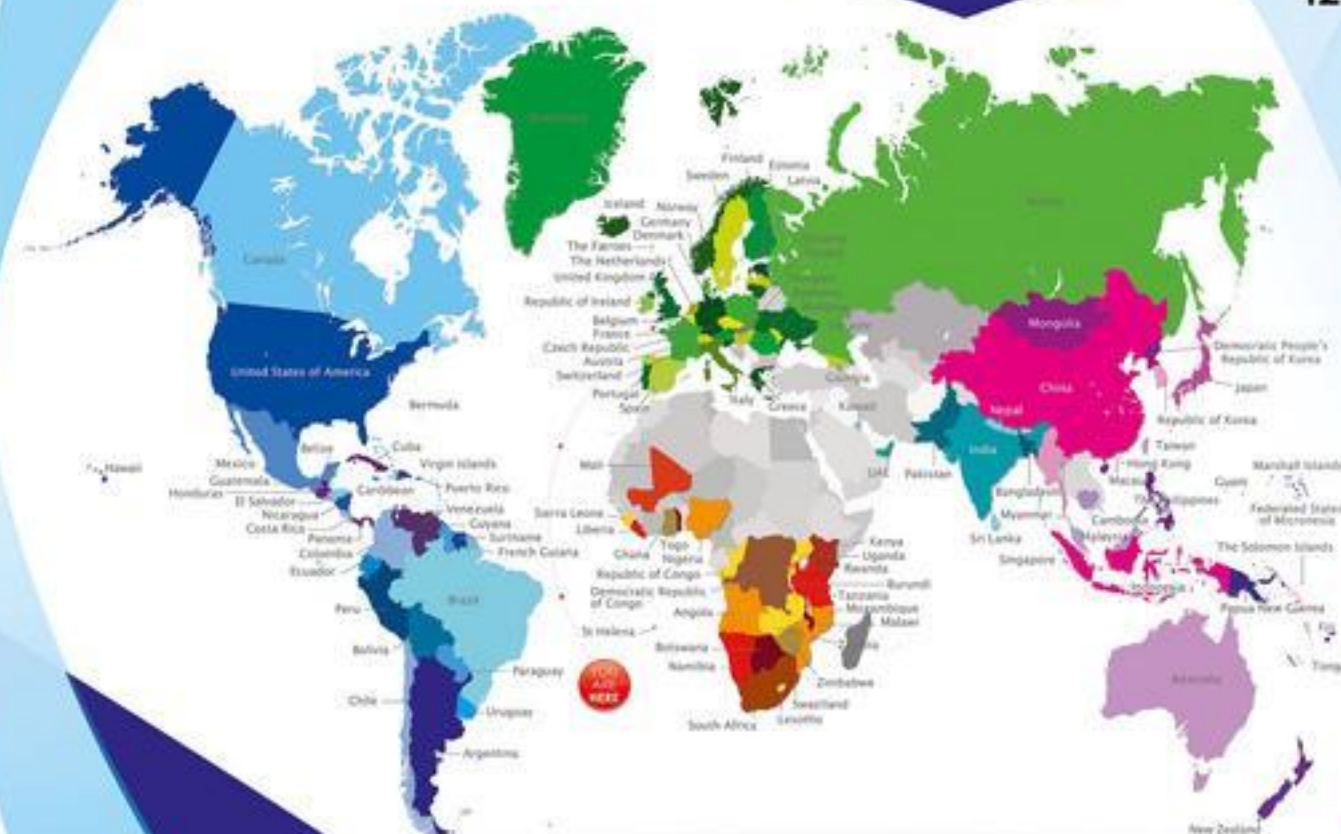 Greenland
Finland
Estonia
Sweden
Latvia
Iceland
Norway
Germany
Denmark
The Faeroes
The Netherlands
United Kingdom
Republic of Ireland
Belgium
France
Czech Republic
Austria
Switzerland
Portugal
Spain
Italy
Greece
Georgia
Kuwait
Russia
Canada
United States of America
Bermuda
Mongolia
China
Democratic People's
Republic of Korea
Japan
Republic of Korea
Nepal
India
Taiwan
Hong Kong
Macau
UAE
Pakistan
Bangladesh
Myanmar
Sri Lanka
Cambodia
Malaysia
Singapore
Indonesia
Guam
Marshall Islands
Federated States
of Micronesia
The Solomon Islands
Papua New Guinea
Fiji
Tonga
Australia
New Zealand
Hawaii
Mexico
Belize
Cuba
Virgin Islands
Guatemala
Honduras
Caribbean
Puerto Rico
El Salvador
Nicaragua
Costa Rica
Panama
Venezuela
Guyana
Suriname
French Guiana
Colombia
Ecuador
Brazil
Peru
Bolivia
Paraguay
Chile
Uruguay
Argentina
Mali
Sierra Leone
Liberia
Ghana
Togo
Nigeria
Republic of Congo
Democratic Republic
of Congo
Angola
St Helena
Botswana
Namibia
South Africa
Lesotho
Swaziland
Zimbabwe
Kenya
Uganda
Rwanda
Burundi
Tanzania
Mozambique
Malawi
YOU
ARE
HERE